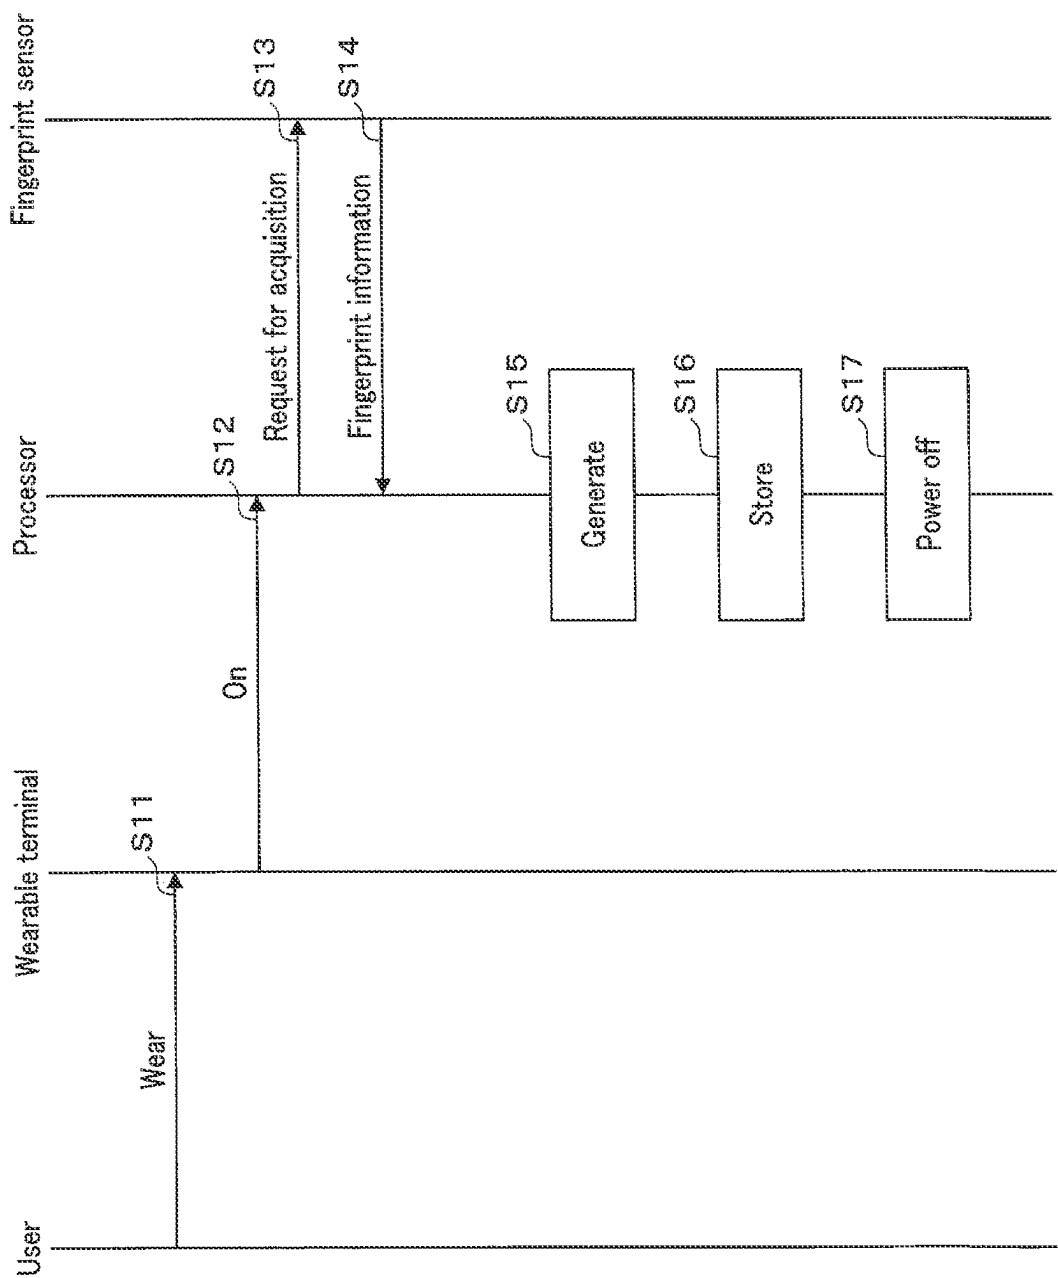 User
Wearable terminal
Processor
Fingerprint sensor
Wear
S11
On
S12
Request for acquisition
S13
Fingerprint information
S14
Generate
S15
Store
S16
Power off
S17